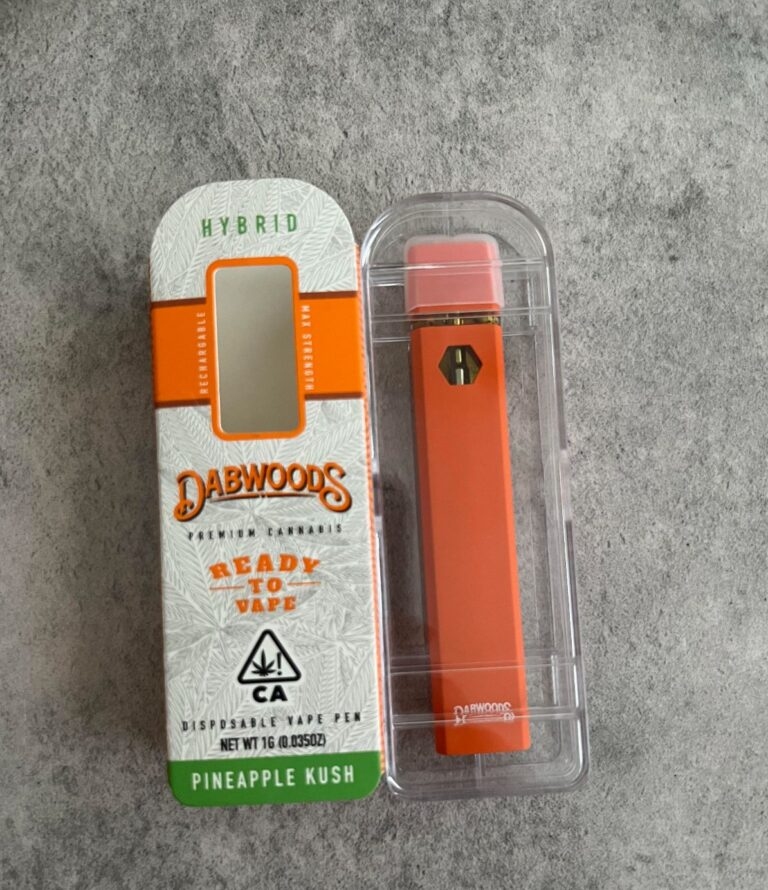 HYBRID
RECHARGABLE
MAX STRENGTH
DABWOODS
PREMIUM CANNABIS
READY
TO
VAPE
CA
DISPOSABLE VAPE PEN
NET WT 1G (0.035OZ)
PINEAPPLE KUSH
DABWOODS